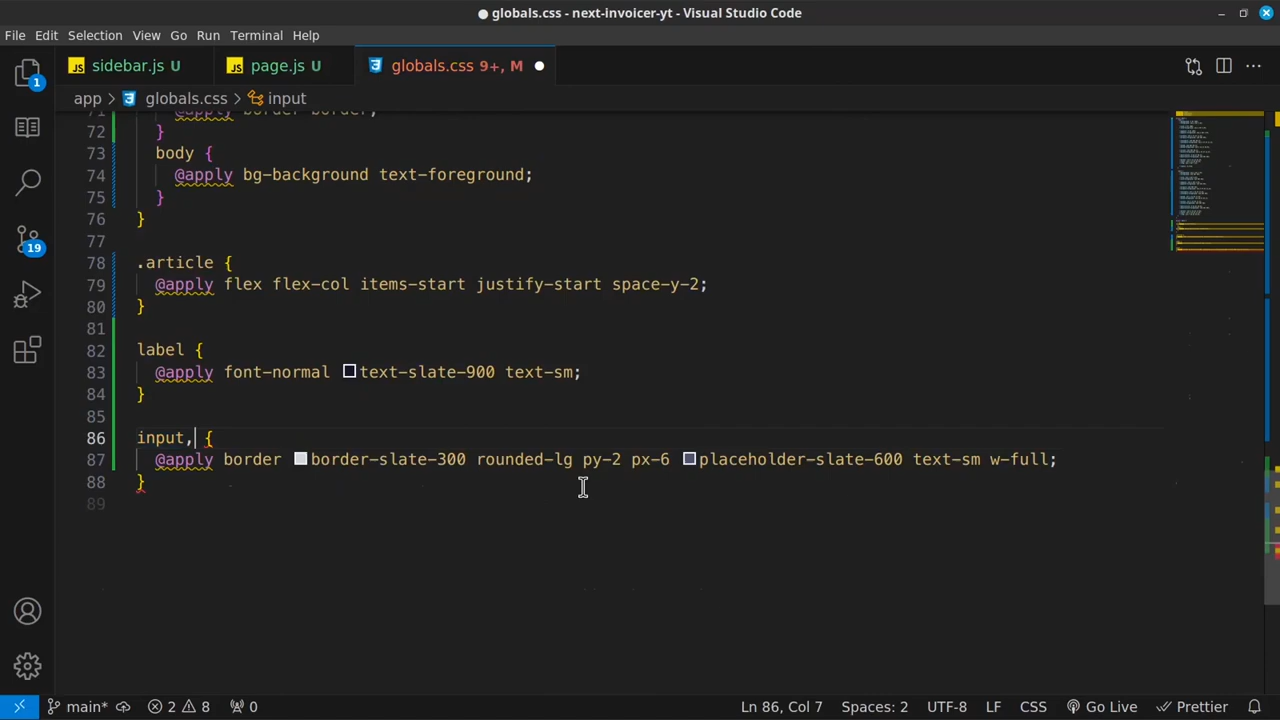 globals.css - next-invoicer-yt - Visual Studio Code
File Edit Selection View Go Run Terminal Help
JS sidebar.js U JS page.js U globals.css 9+, M
app > globals.css > input
71 @apply border-border;
72 }
73 body {
74 @apply bg-background text-foreground;
75 }
76 }
77
78 .article {
79 @apply flex flex-col items-start justify-start space-y-2;
80 }
81
82 label {
83 @apply font-normal text-slate-900 text-sm;
84 }
85
86 input, {
87 @apply border border-slate-300 rounded-lg py-2 px-6 placeholder-slate-600 text-sm w-full;
88 }
89
1
19
main* 2 8 0 Ln 86, Col 7 Spaces: 2 UTF-8 LF CSS Go Live Prettier